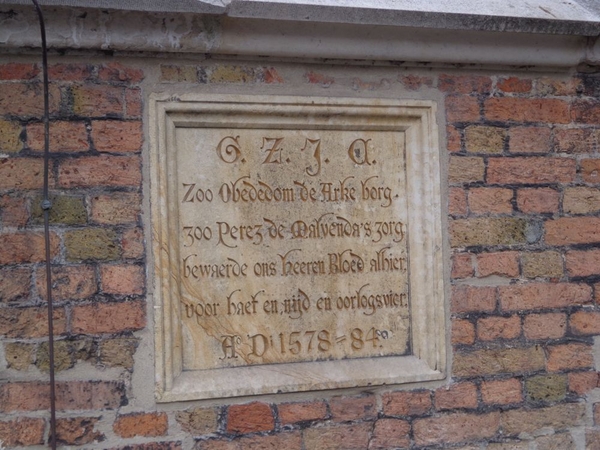 G. Z. J. C.
Zoo Obededom de Arke borg.
zoo Perez de Malvenda's zorg
bewaerde ons heeren Bloed alhier,
voor haet en nijd en oorlogsvier.
A° Di 1578=84.